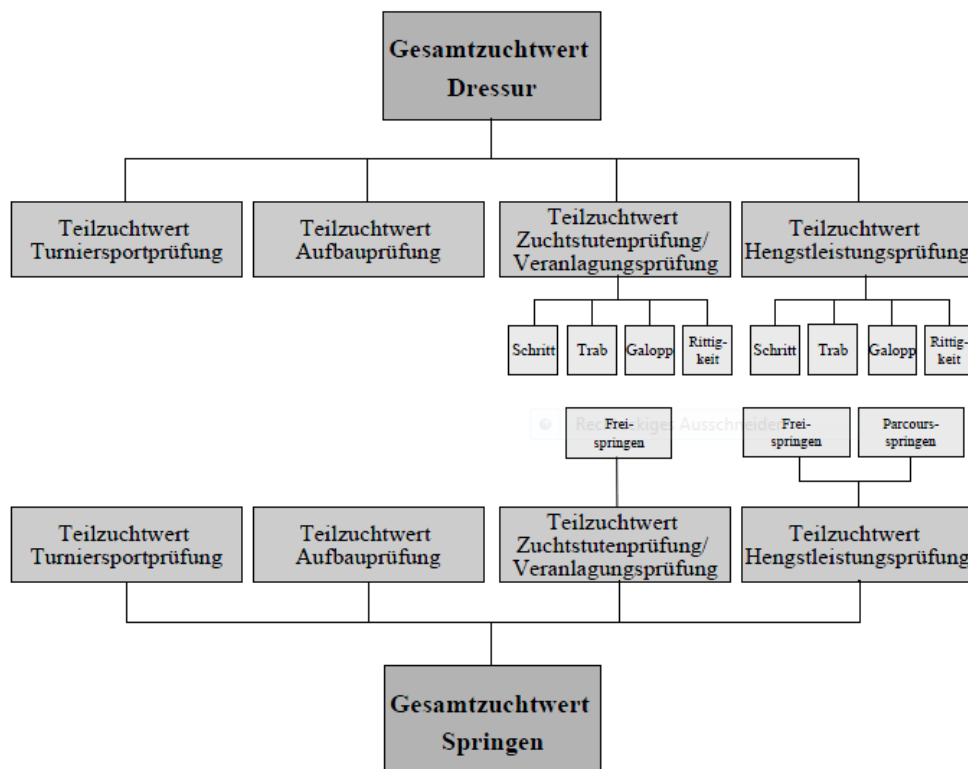 Gesamtzuchtwert
Dressur
Teilzuchtwert
Turniersportprüfung
Teilzuchtwert
Aufbauprüfung
Teilzuchtwert
Zuchtstutenprüfung/
Veranlagungsprüfung
Teilzuchtwert
Hengstleistungsprüfung
Schritt
Trab
Galopp
Rittig-
keit
Schritt
Trab
Galopp
Rittig-
keit
Rechteckiges Ausschneiden
Frei-
springen
Frei-
springen
Parcours-
springen
Teilzuchtwert
Turniersportprüfung
Teilzuchtwert
Aufbauprüfung
Teilzuchtwert
Zuchtstutenprüfung/
Veranlagungsprüfung
Teilzuchtwert
Hengstleistungsprüfung
Gesamtzuchtwert
Springen